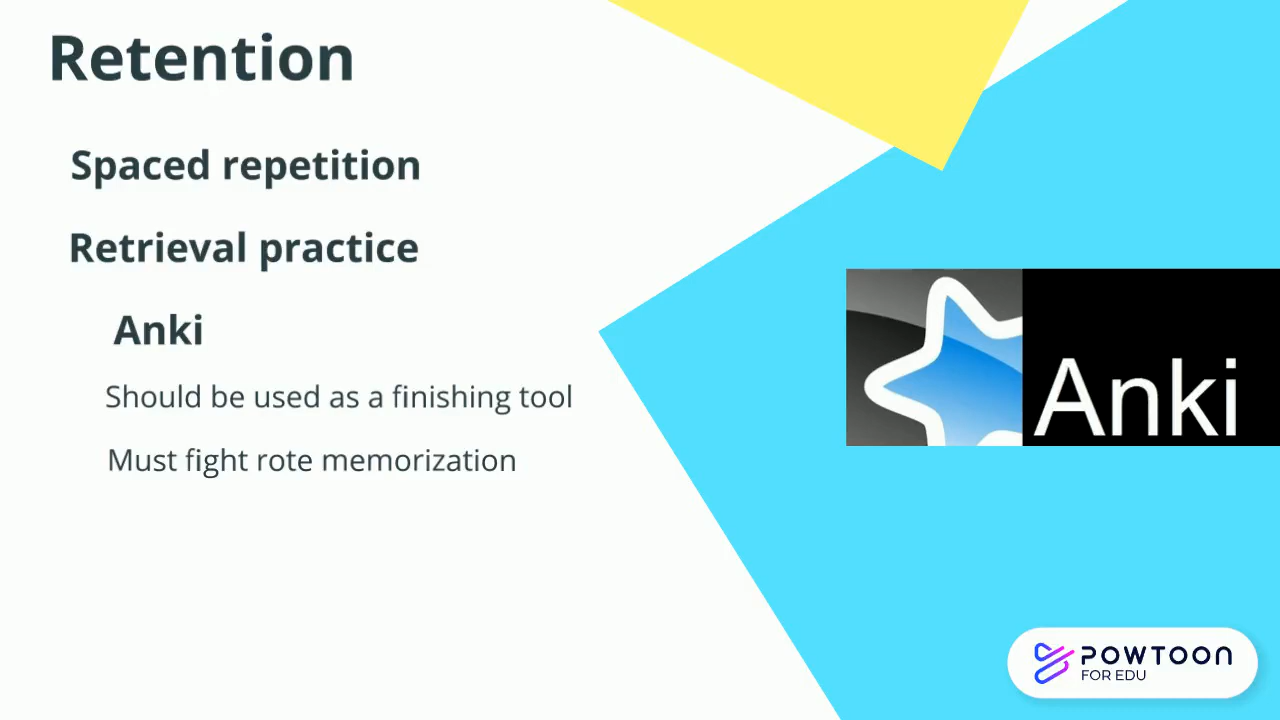 Retention
Spaced repetition
Retrieval practice
Anki
Should be used as a finishing tool
Must fight rote memorization
Anki
POWTOON
FOR EDU